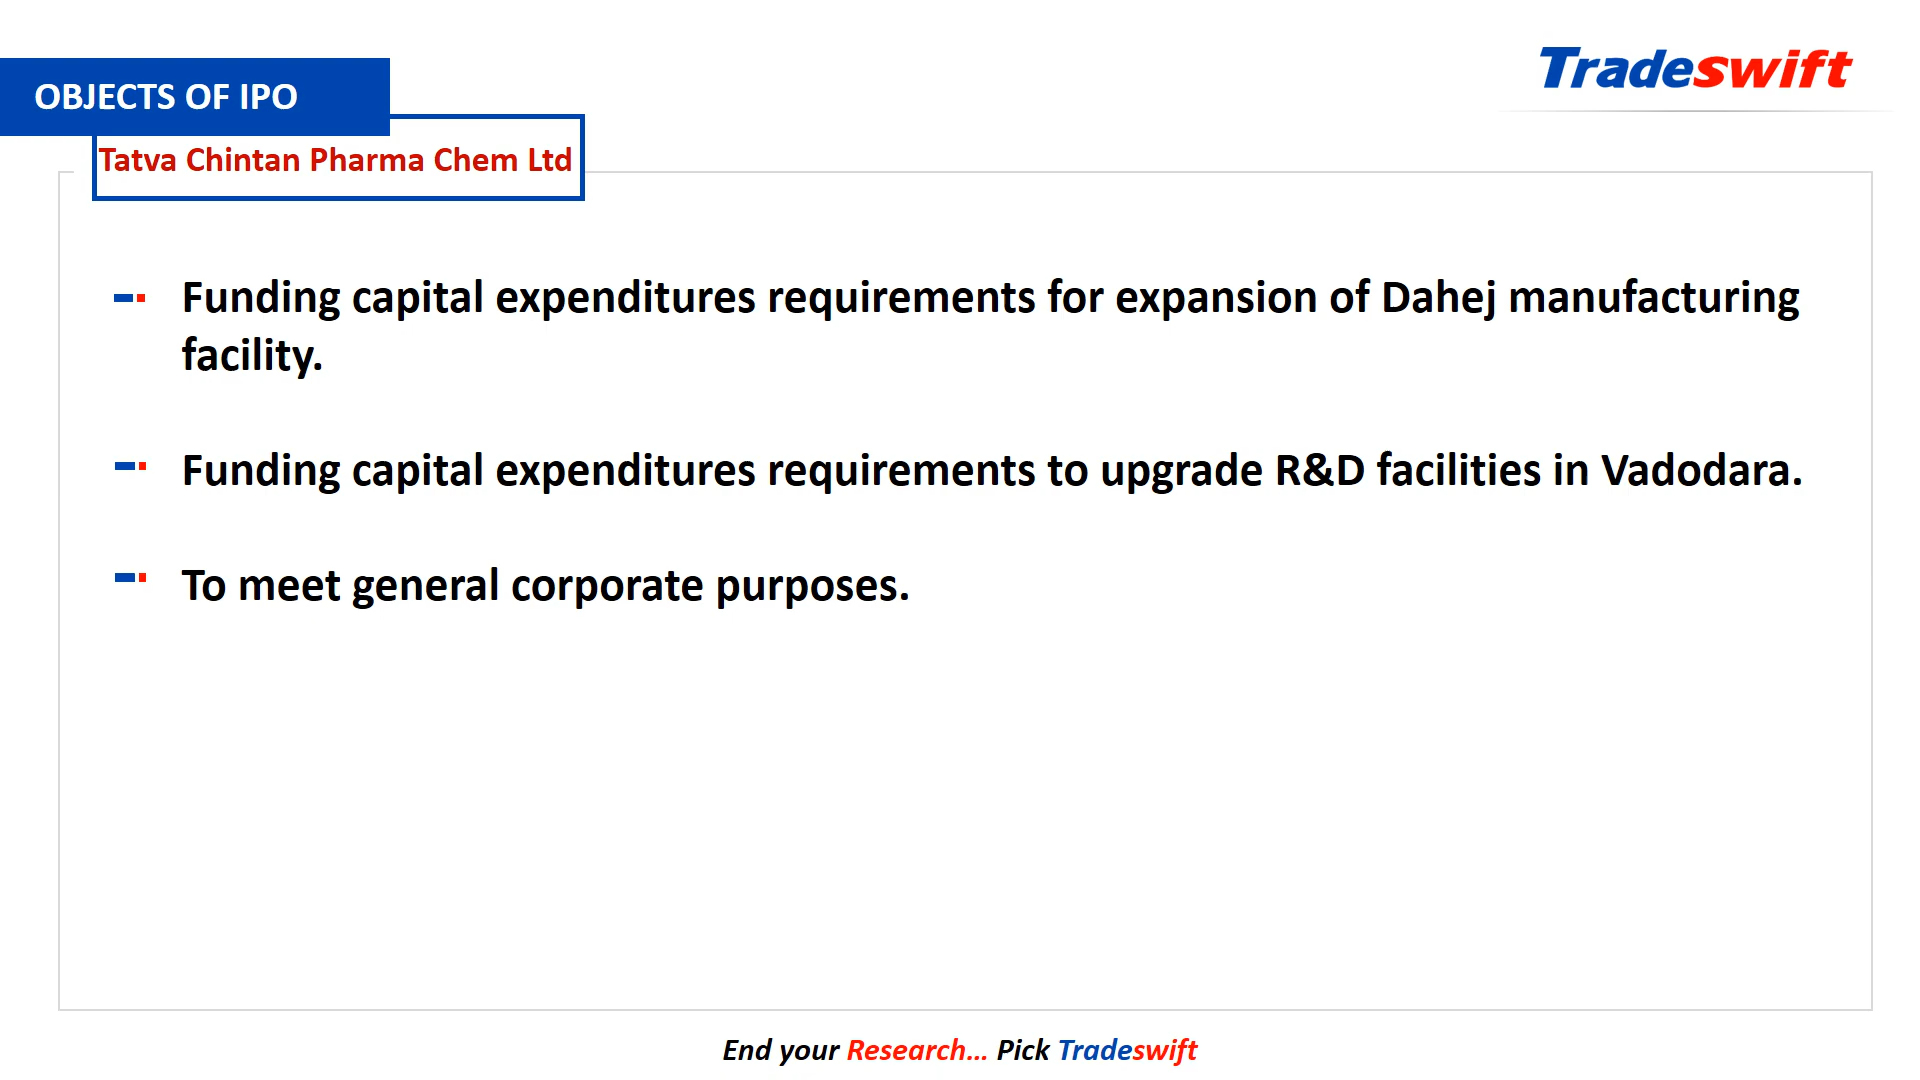 OBJECTS OF IPO
Tradeswift
Tatva Chintan Pharma Chem Ltd
Funding capital expenditures requirements for expansion of Dahej manufacturing
facility.
Funding capital expenditures requirements to upgrade R&D facilities in Vadodara.
To meet general corporate purposes.
End your Research... Pick Tradeswift